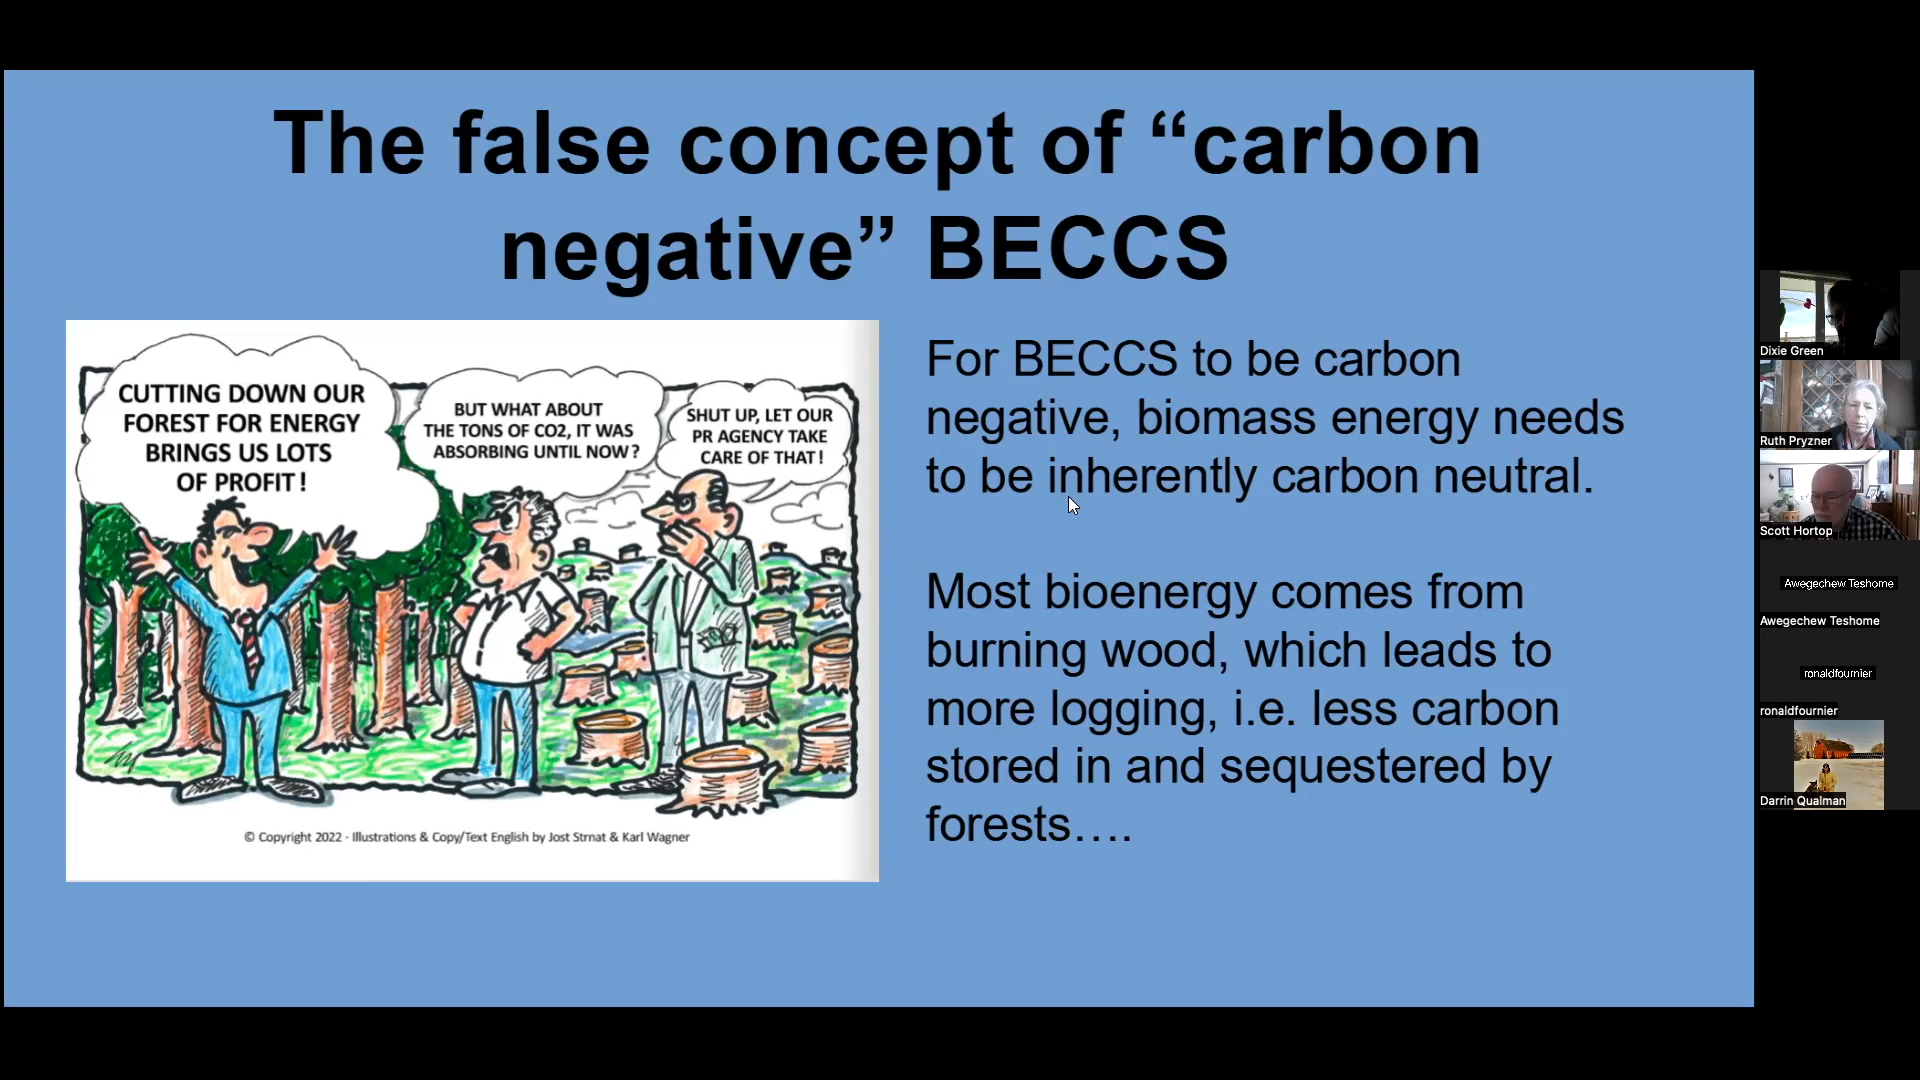 The false concept of “carbon
negative” BECCS
CUTTING DOWN OUR
FOREST FOR ENERGY
BRINGS US LOTS
OF PROFIT!
BUT WHAT ABOUT
THE TONS OF CO2, IT WAS
ABSORBING UNTIL NOW?
SHUT UP, LET OUR
PR AGENCY TAKE
CARE OF THAT!
© Copyright 2022 - Illustrations & Copy/Text English by Jost Strnat & Karl Wagner
For BECCS to be carbon
negative, biomass energy needs
to be inherently carbon neutral.
Most bioenergy comes from
burning wood, which leads to
more logging, i.e. less carbon
stored in and sequestered by
forests….
Dixie Green
Ruth Pryzner
Scott Hortop
Awegechew Teshome
Awegechew Teshome
ronaldfournier
ronaldfournier
Darrin Qualman